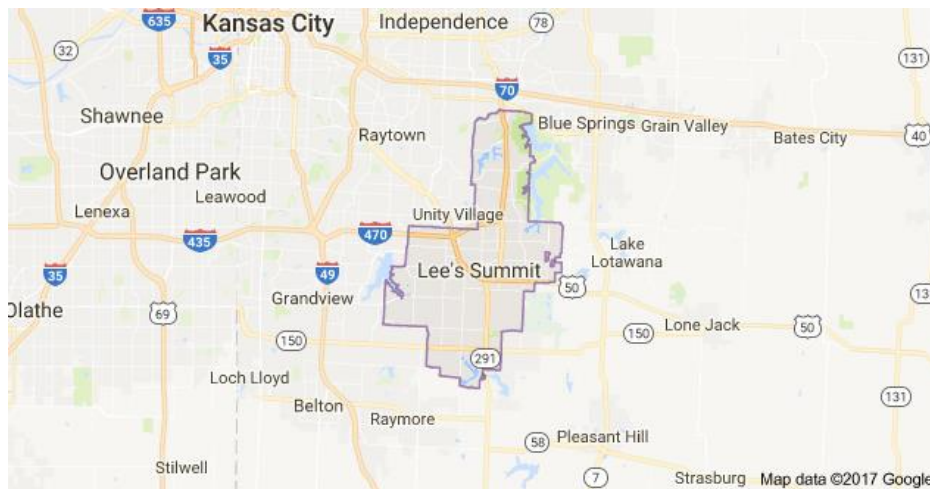 Kansas City
Independence
78
635
32
35
131
70
Shawnee
Raytown
Blue Springs
Grain Valley
Bates City
40
Overland Park
Leawood
Lenexa
Unity Village
435
470
Lake
Lotawana
35
49
Lee's Summit
50
Grandview
Olathe
69
13
150
Lone Jack
50
150
291
Loch Lloyd
131
Belton
Raymore
58
Pleasant Hill
Stilwell
7
Strasburg
Map data ©2017 Google